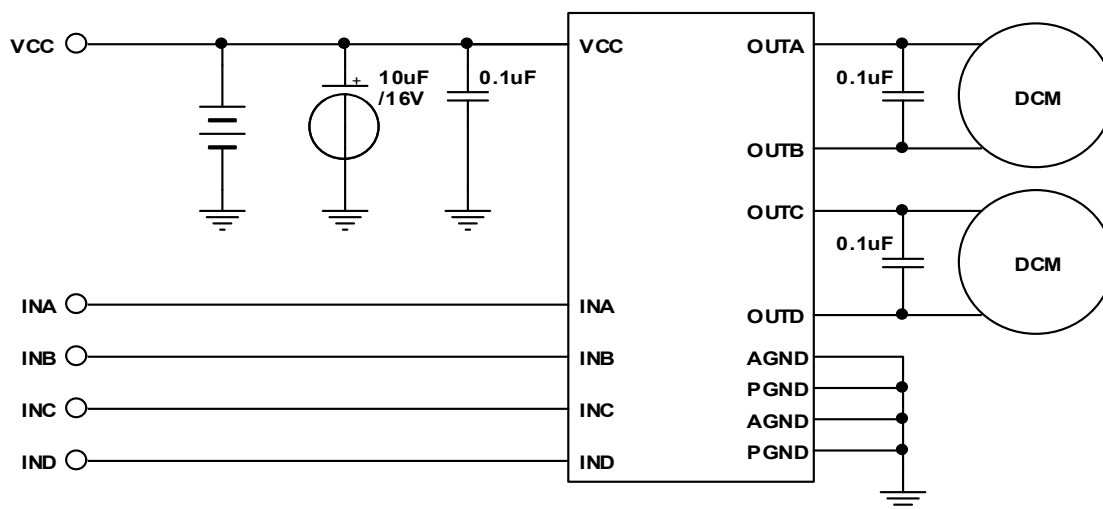 VCC
10uF
/16V
+
0.1uF
VCC
INA
INB
INC
IND
INA
INB
INC
IND
OUTA
OUTB
OUTC
OUTD
AGND
PGND
AGND
PGND
0.1uF
DCM
0.1uF
DCM